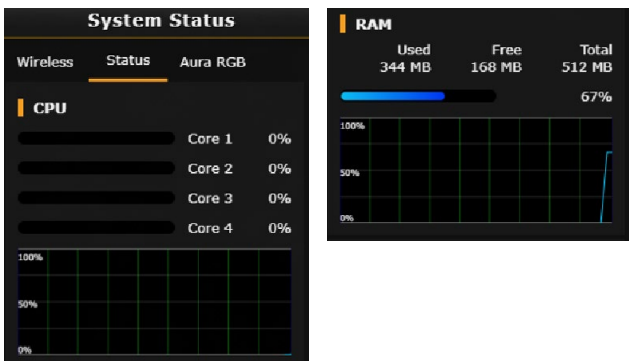 System Status
Wireless Status Aura RGB
CPU
Core 1 0%
Core 2 0%
Core 3 0%
Core 4 0%
100%
50%
0%
RAM
Used Free Total
344 MB 168 MB 512 MB
67%
100%
50%
0%